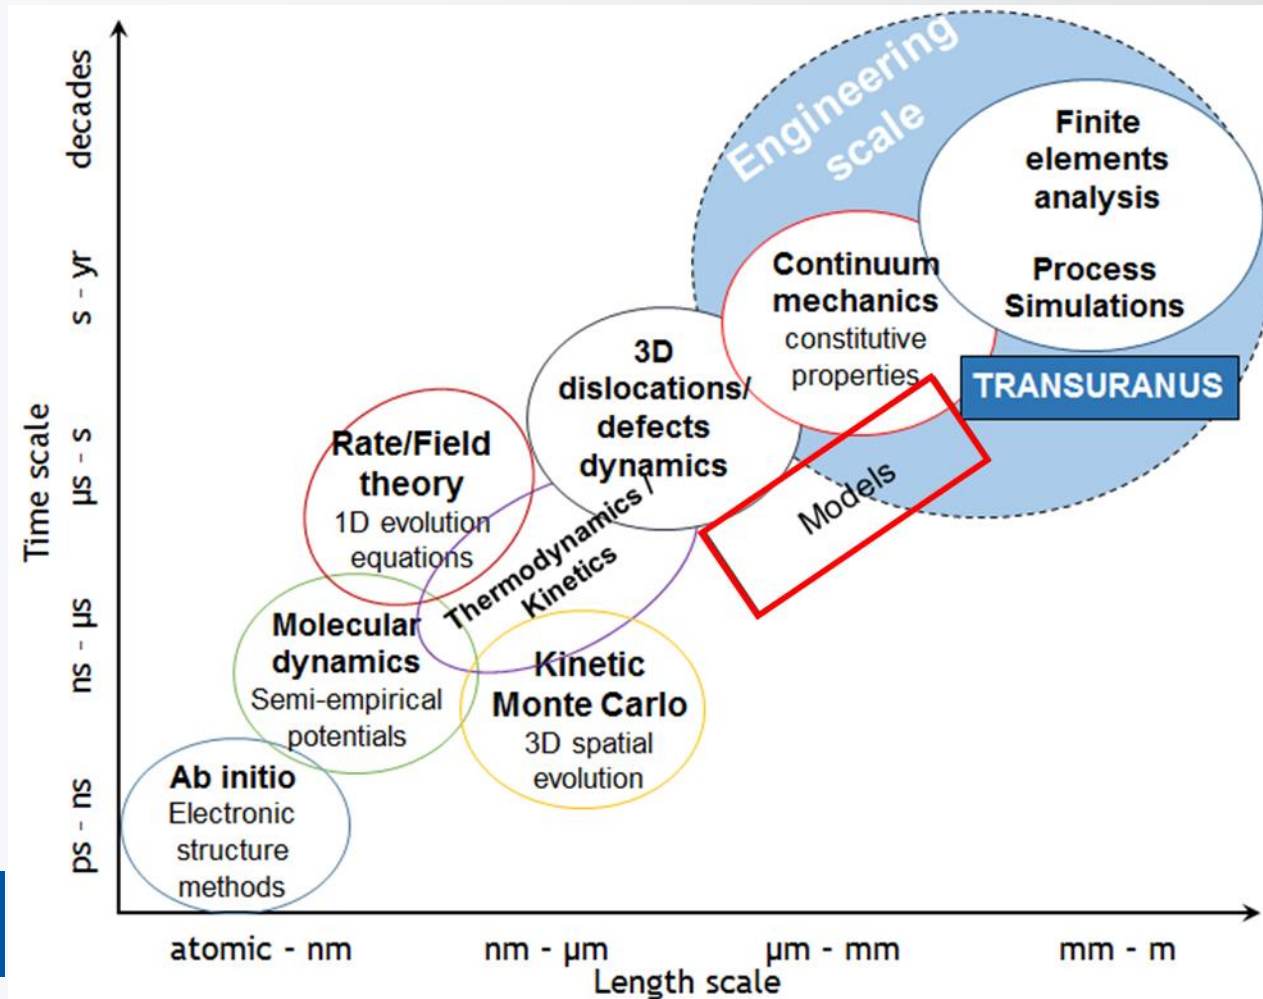 decades
s - yr
μs - s
ns - μs
ps - ns
Time scale
Engineering
scale
Finite
elements
analysis
Process
Simulations
Continuum
mechanics
constitutive
properties
TRANSURANUS
3D
dislocations/
defects
dynamics
Models
Rate/Field
theory
1D evolution
equations
Thermodynamics /
Kinetics
Molecular
dynamics
Semi-empirical
potentials
Kinetic
Monte Carlo
3D spatial
evolution
Ab initio
Electronic
structure
methods
atomic - nm
nm - μm
μm - mm
mm - m
Length scale